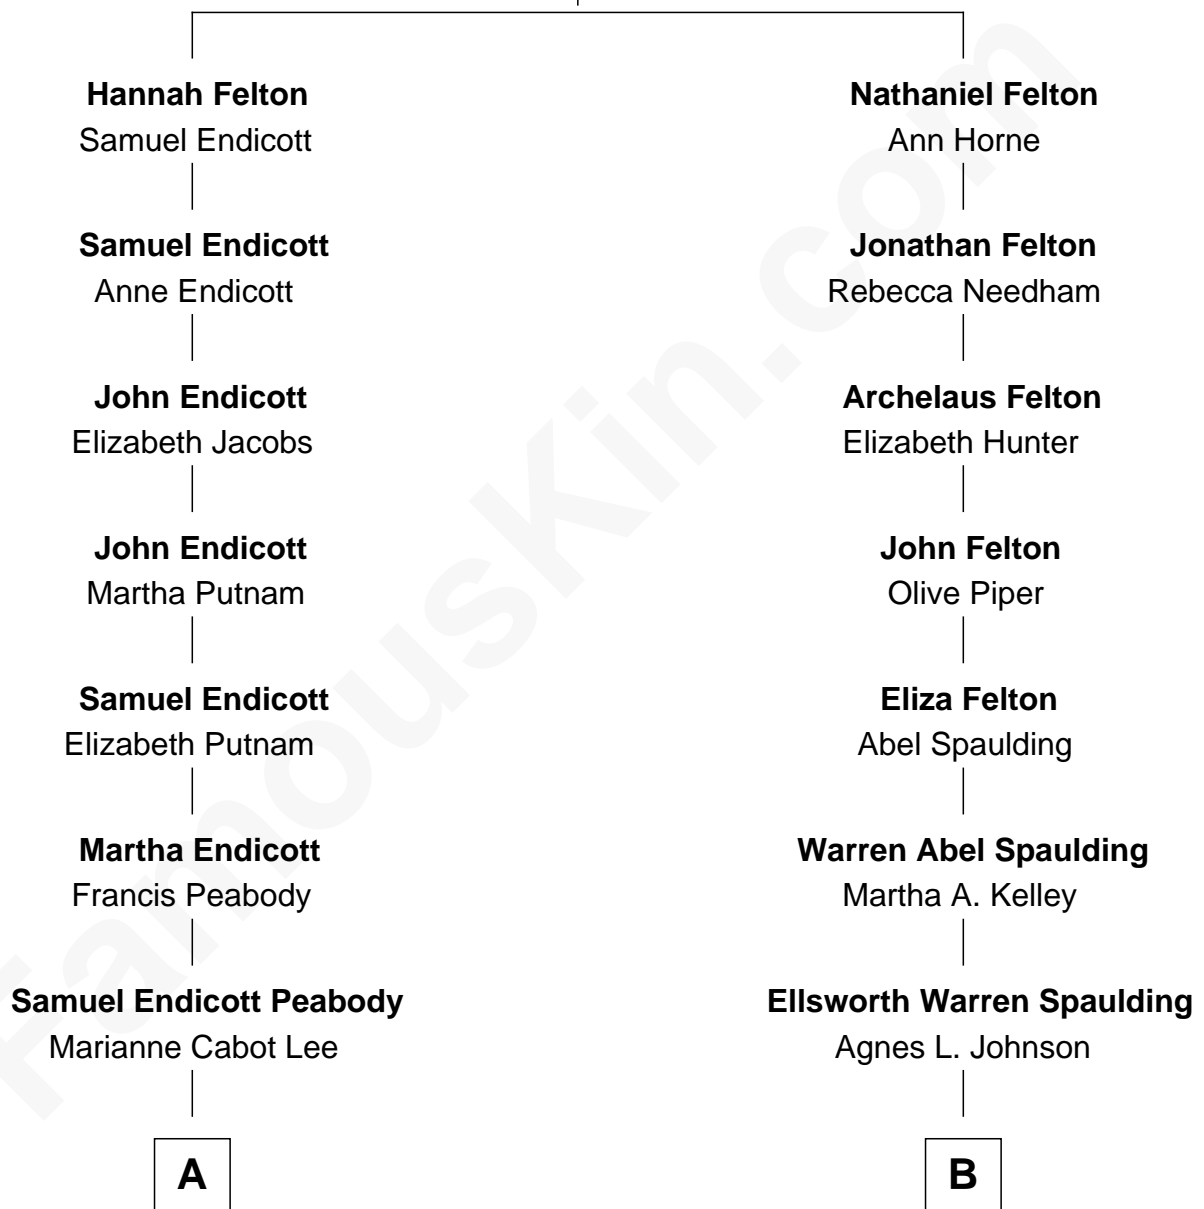 Hannah Felton
Samuel Endicott
Samuel Endicott
Anne Endicott
John Endicott
Elizabeth Jacobs
John Endicott
Martha Putnam
Samuel Endicott
Elizabeth Putnam
Martha Endicott
Francis Peabody
Samuel Endicott Peabody
Marianne Cabot Lee
A
Nathaniel Felton
Ann Horne
Jonathan Felton
Rebecca Needham
Archelaus Felton
Elizabeth Hunter
John Felton
Olive Piper
Eliza Felton
Abel Spaulding
Warren Abel Spaulding
Martha A. Kelley
Ellsworth Warren Spaulding
Agnes L. Johnson
B
FamousKin.com